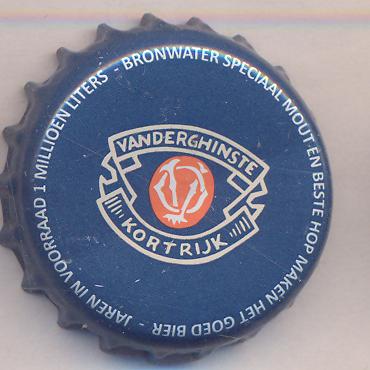 VANDERGHINSTE
KORTRIJK
BRONWATER SPECIAAL MOUT EN BESTE HOP MAKEN HET GOED BIER - JAREN IN VOORRAAD 1 MILLIOEN LITERS -